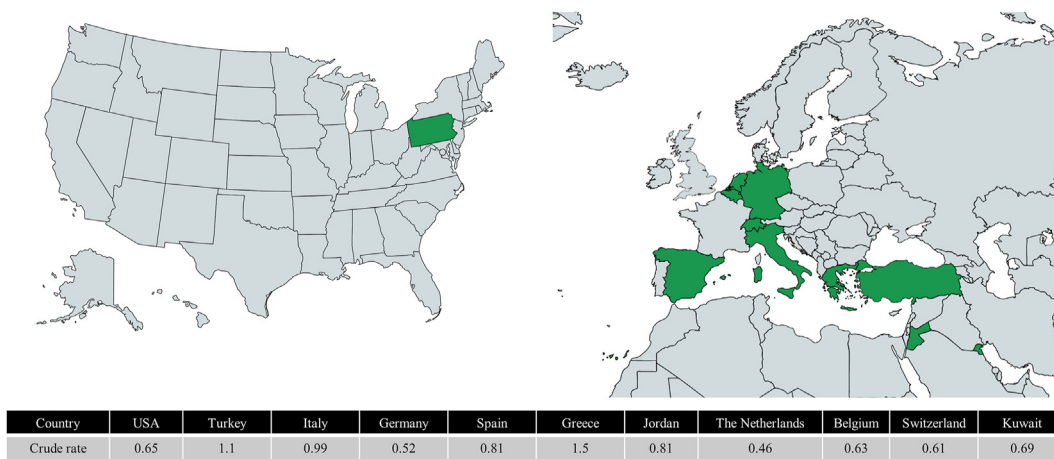 Country USA Turkey Italy Germany Spain Greece Jordan The Netherlands Belgium Switzerland Kuwait
Crude rate 0.65 1.1 0.99 0.52 0.81 1.5 0.81 0.46 0.63 0.61 0.69